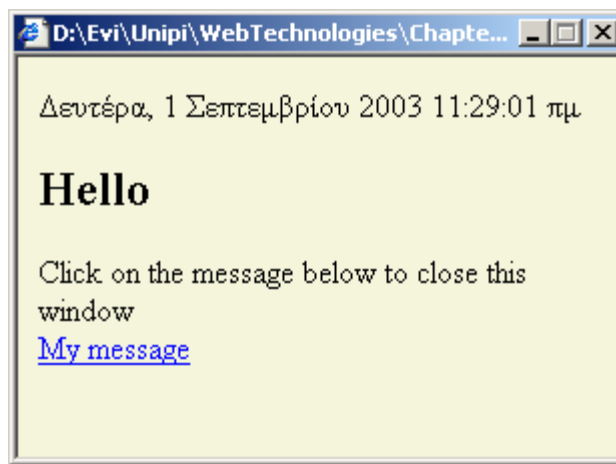 D:\Evi\Unipi\WebTechnologies\Chapte...
Δευτέρα, 1 Σεπτεμβρίου 2003 11:29:01 πμ
Hello
Click on the message below to close this
window
My message